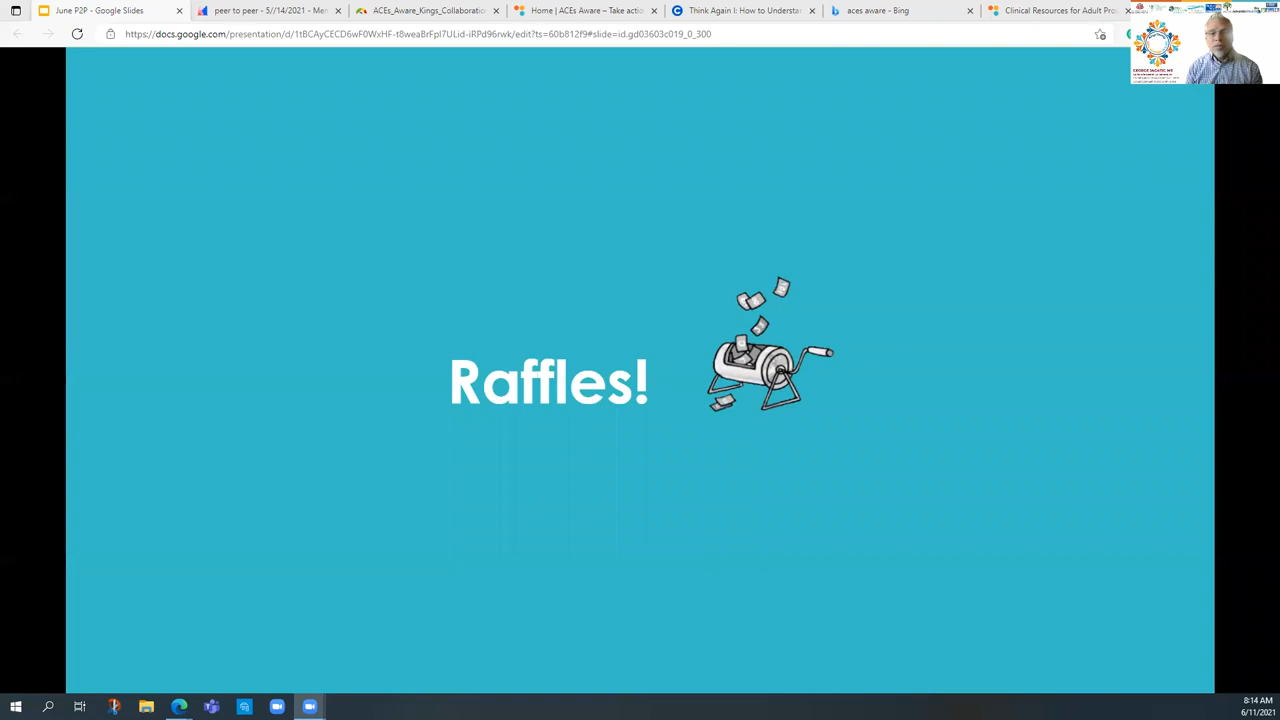 June P2P - Google Slides
peer to peer - 5/14/2021 - Men
ACEs_Aware_Kings_Collaboration
Home | ACEs Aware – Take actio
Think Again I: How to Understan
aces aware - Bing
Clinical Resources for Adult Pro
https://docs.google.com/presentation/d/1tBCAyCECD6wF0WxHF-t8weaBrFpI7ULid-iRPd96rwk/edit?ts=60b812f9#slide=id.gd03603c019_0_300
Raffles!
8:14 AM
6/11/2021